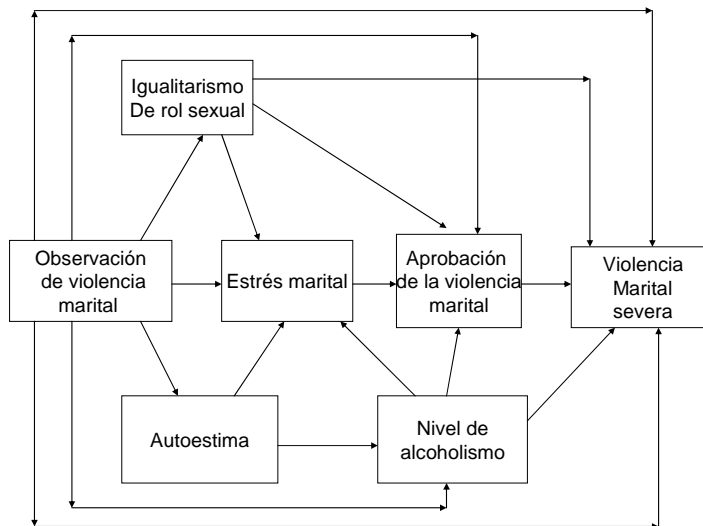 Igualitarismo
De rol sexual
Observación
de violencia
marital
Estrés marital
Aprobación
de la violencia
marital
Violencia
Marital
severa
Autoestima
Nivel de
alcoholismo